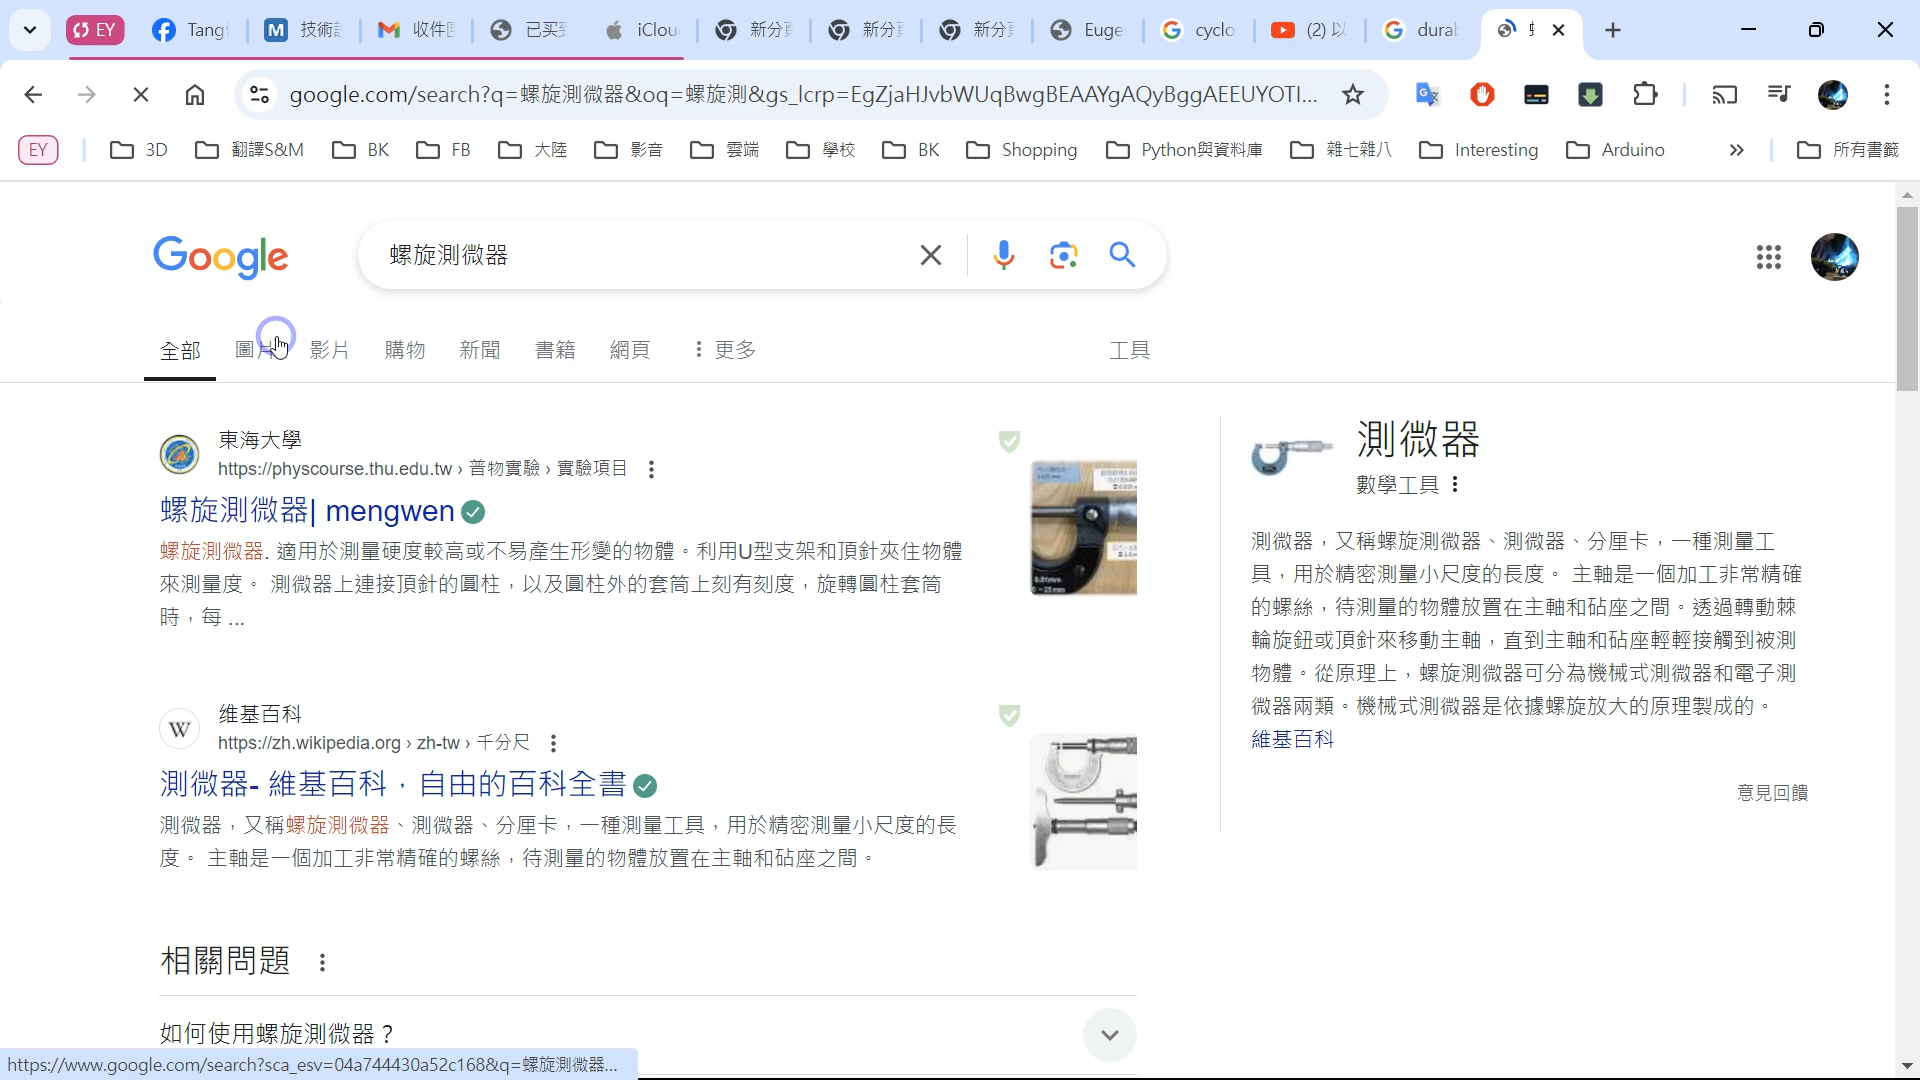 EY
Tang
技術
收件
已买
iClou
新分
新分
新分
Euge
cyclo
(2) 以
dural
google.com/search?q=螺旋測微器&oq=螺旋測&gs_lcrp=EgZjaHJvbWUqBwgBEAAYgAQyBggAEEUYOTI...
EY
3D
翻譯S&M
BK
FB
大陸
影音
雲端
學校
BK
Shopping
Python與資料庫
雜七雜八
Interesting
Arduino
所有書籤
Google
螺旋測微器
全部
圖片
影片
購物
新聞
書籍
網頁
更多
工具
東海大學
https://physcourse.thu.edu.tw › 普物實驗 › 實驗項目
螺旋測微器| mengwen
螺旋測微器. 適用於測量硬度較高或不易產生形變的物體。利用U型支架和頂針夾住物體
來測量度。 測微器上連接頂針的圓柱，以及圓柱外的套筒上刻有刻度，旋轉圓柱套筒
時，每 ...
維基百科
https://zh.wikipedia.org › zh-tw › 千分尺
測微器- 維基百科，自由的百科全書
測微器，又稱螺旋測微器、測微器、分厘卡，一種測量工具，用於精密測量小尺度的長
度。 主軸是一個加工非常精確的螺絲，待測量的物體放置在主軸和砧座之間。
相關問題
如何使用螺旋測微器？
測微器
數學工具
測微器，又稱螺旋測微器、測微器、分厘卡，一種測量工
具，用於精密測量小尺度的長度。 主軸是一個加工非常精確
的螺絲，待測量的物體放置在主軸和砧座之間。透過轉動棘
輪旋鈕或頂針來移動主軸，直到主軸和砧座輕輕接觸到被測
物體。從原理上，螺旋測微器可分為機械式測微器和電子測
微器兩類。機械式測微器是依據螺旋放大的原理製成的。
維基百科
意見回饋
https://www.google.com/search?sca_esv=04a744430a52c168&q=螺旋測微器...